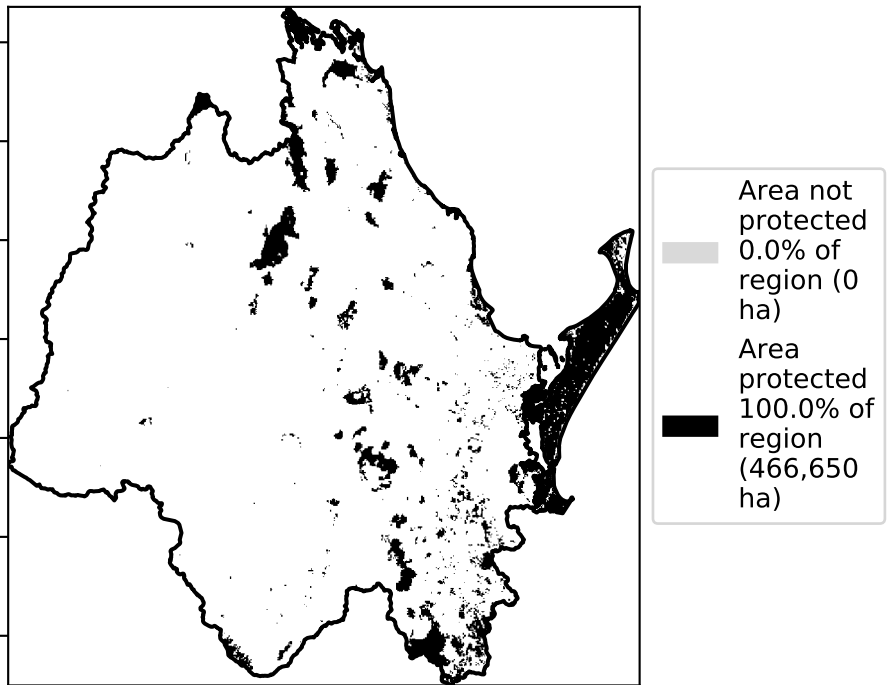 Area not
protected
0.0% of
region (0
ha)
Area
protected
100.0% of
region
(466,650
ha)